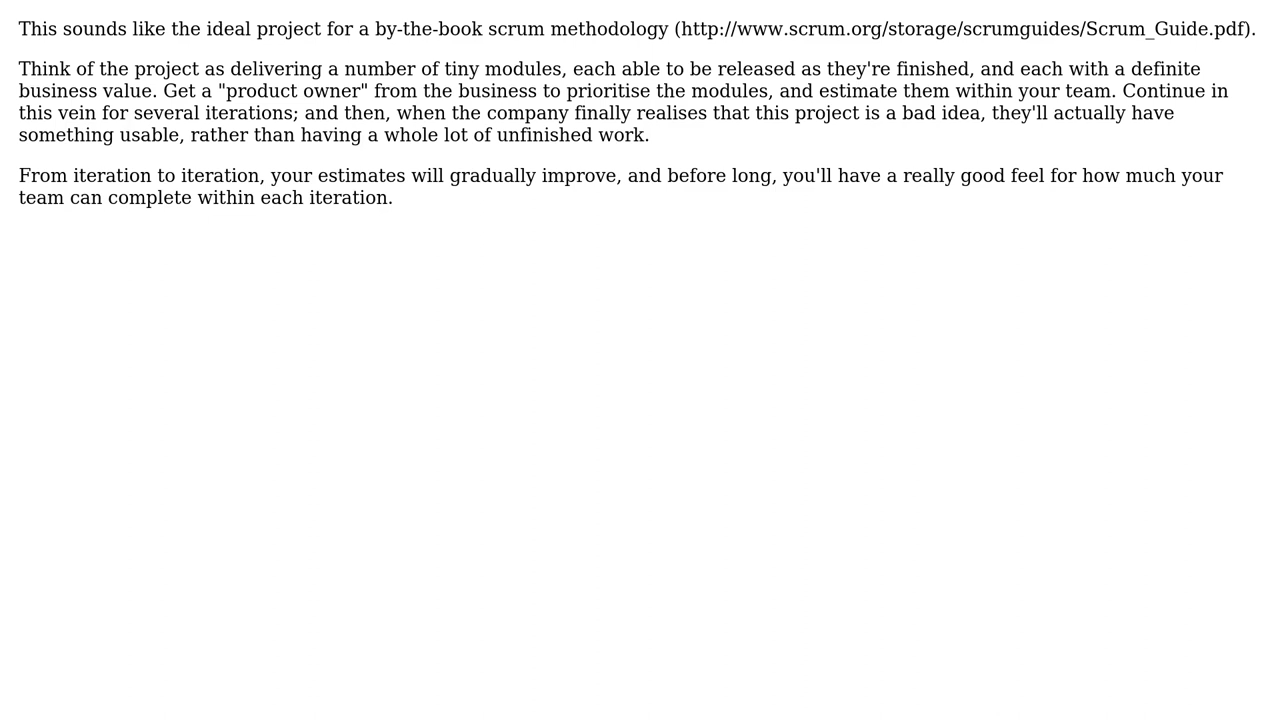 This sounds like the ideal project for a by-the-book scrum methodology (http://www.scrum.org/storage/scrumguides/Scrum_Guide.pdf).
Think of the project as delivering a number of tiny modules, each able to be released as they're finished, and each with a definite
business value. Get a "product owner" from the business to prioritise the modules, and estimate them within your team. Continue in
this vein for several iterations; and then, when the company finally realises that this project is a bad idea, they'll actually have
something usable, rather than having a whole lot of unfinished work.
From iteration to iteration, your estimates will gradually improve, and before long, you'll have a really good feel for how much your
team can complete within each iteration.